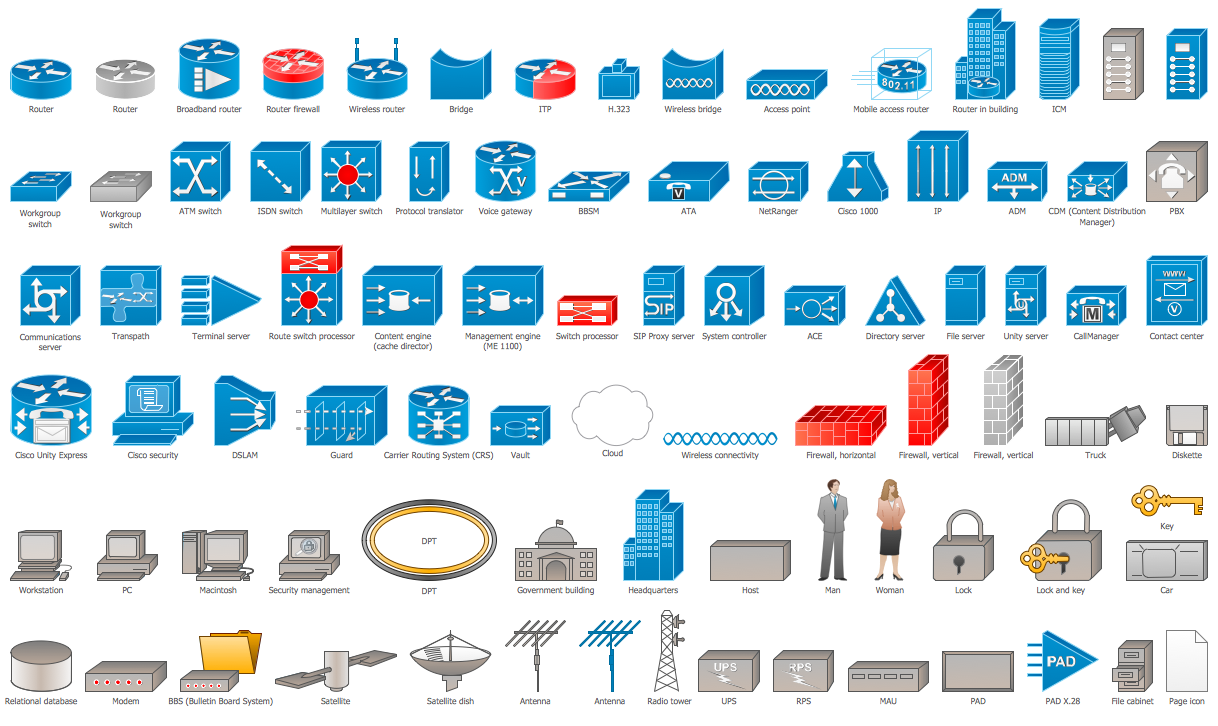 Router
Router
Broadband router
Router firewall
Wireless router
Bridge
ITP
H.323
Wireless bridge
Access point
802.11
Mobile access router
Router in building
ICM
Workgroup
switch
Workgroup
switch
ATM switch
ISDN switch
Multilayer switch
Protocol translator
V
Voice gateway
BBSM
V
ATA
NetRanger
Cisco 1000
IP
ADM
ADM
CDM (Content Distribution
Manager)
PBX
Communications
server
Transpath
Terminal server
Route switch processor
Content engine
(cache director)
Management engine
(ME 1100)
Switch processor
SIP
SIP Proxy server
System controller
ACE
Directory server
File server
Unity server
M
CallManager
WWW
V
Contact center
Cisco Unity Express
Cisco security
DSLAM
Guard
Carrier Routing System (CRS)
Vault
Cloud
Wireless connectivity
Firewall, horizontal
Firewall, vertical
Firewall, vertical
Truck
Diskette
Workstation
PC
Macintosh
Security management
DPT
DPT
Government building
Headquarters
Host
Man
Woman
Lock
Lock and key
Key
Car
Relational database
Modem
BBS (Bulletin Board System)
Satellite
Satellite dish
Antenna
Antenna
Radio tower
UPS
UPS
RPS
RPS
MAU
PAD
PAD
PAD X.28
File cabinet
Page icon